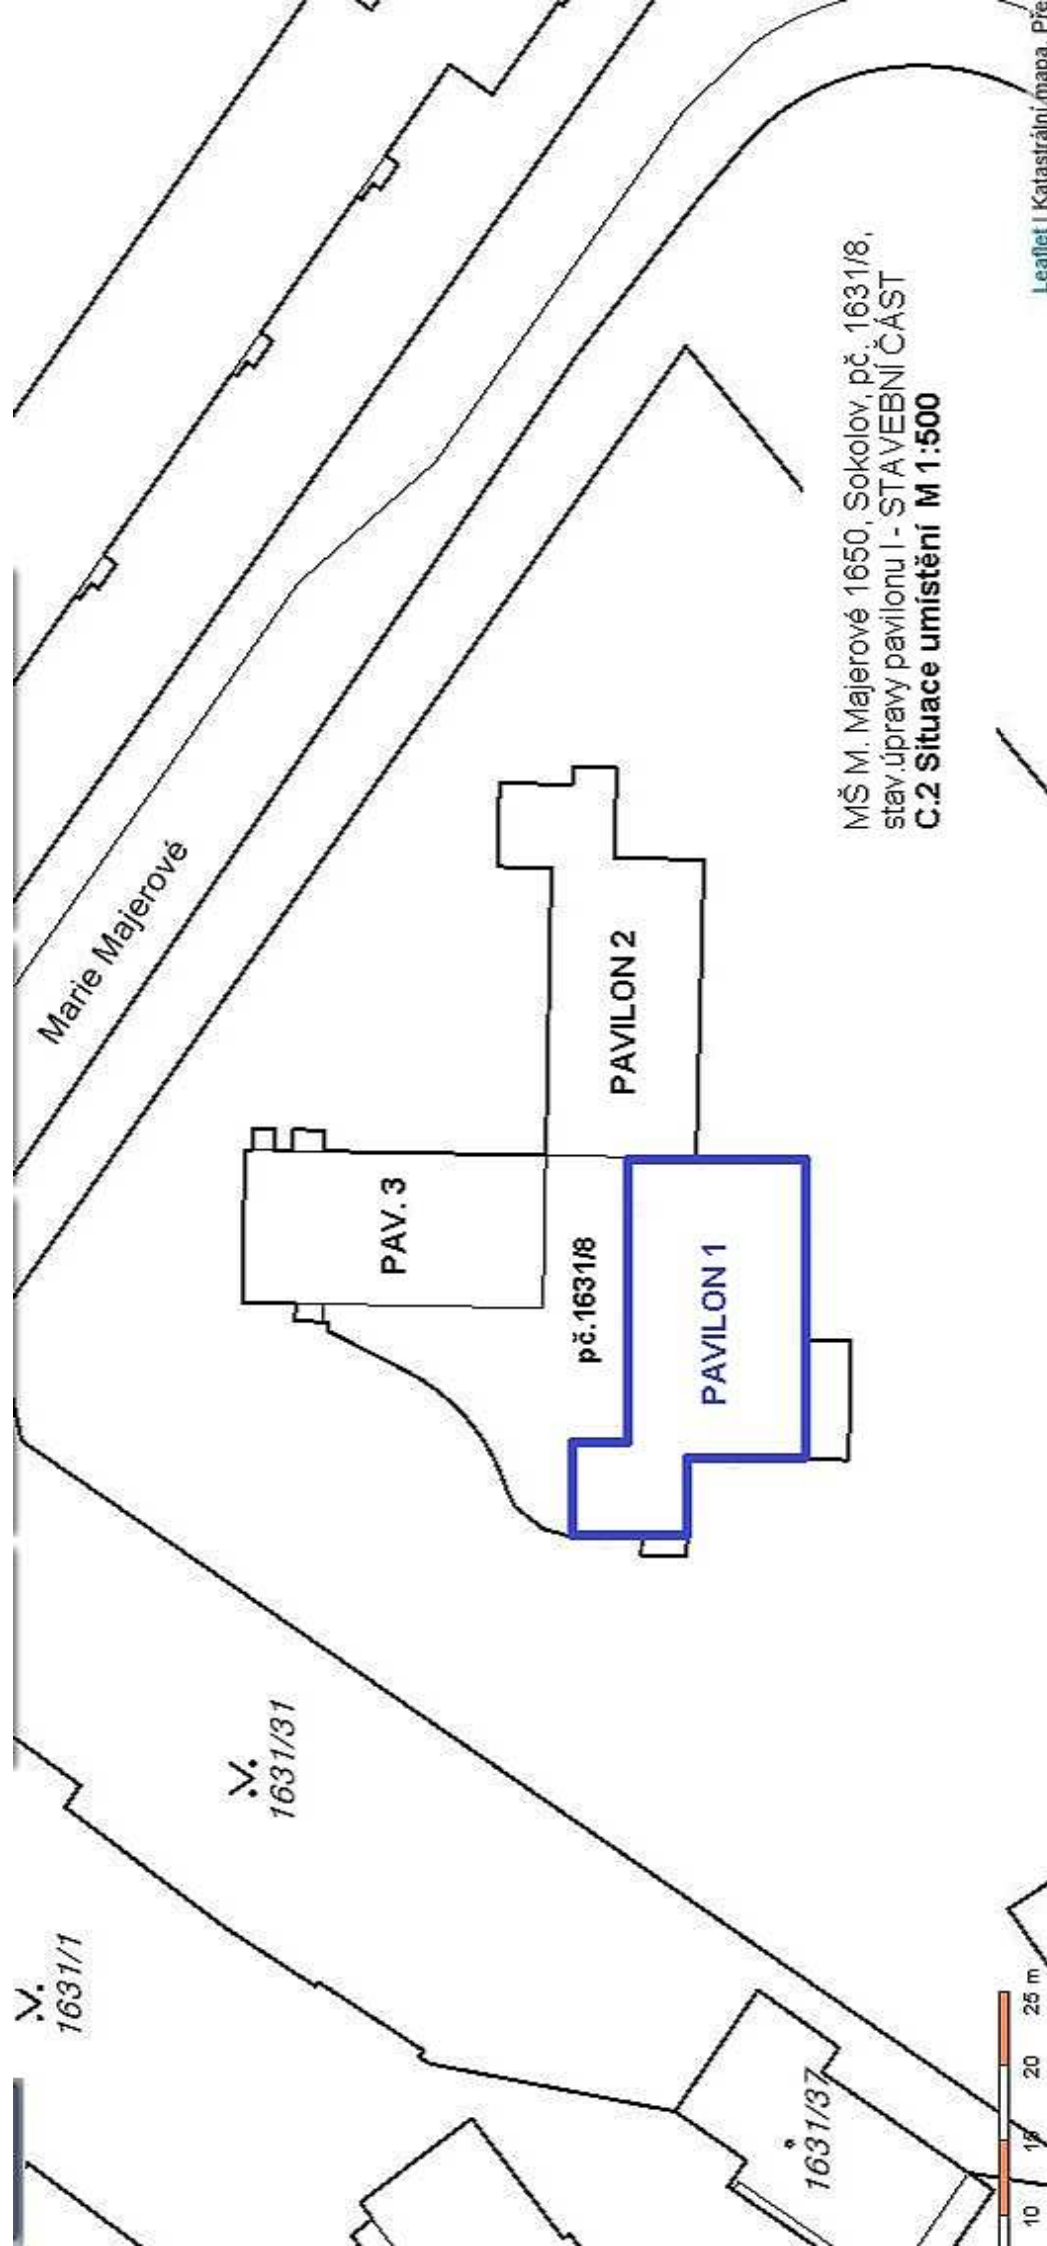 1631/1
1631/31
Marie Majerové
PAV. 3
pč.1631/8
PAVILON 2
PAVILON 1
1631/37
MŠ M. Majerové 1650, Sokolov, pč. 1631/8,
stav.úpravy pavilonu I - STAVEBNÍ ČÁST
C.2 Situace umístění M 1:500
10 15 20 25 m
Leaflet | Katastrální mapa, Pře